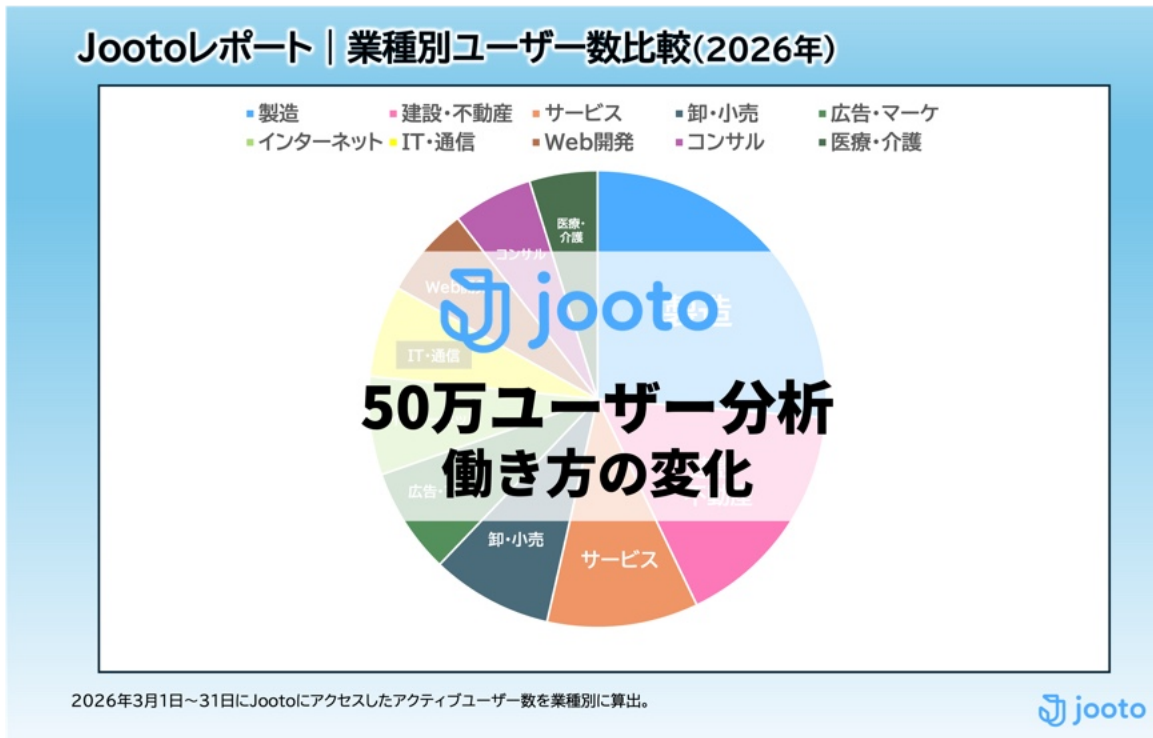 Jootoレポート｜業種別ユーザー数比較(2026年)
製造 建設・不動産 サービス 卸・小売 広告・マーケ
インターネット IT・通信 Web開発 コンサル 医療・介護
医療・
介護
コンサル
Web
製造
jooto
IT・通信
50万ユーザー分析
働き方の変化
広告・
不動産
卸・小売
サービス
2026年3月1日～31日にJootoにアクセスしたアクティブユーザー数を業種別に算出。
jooto